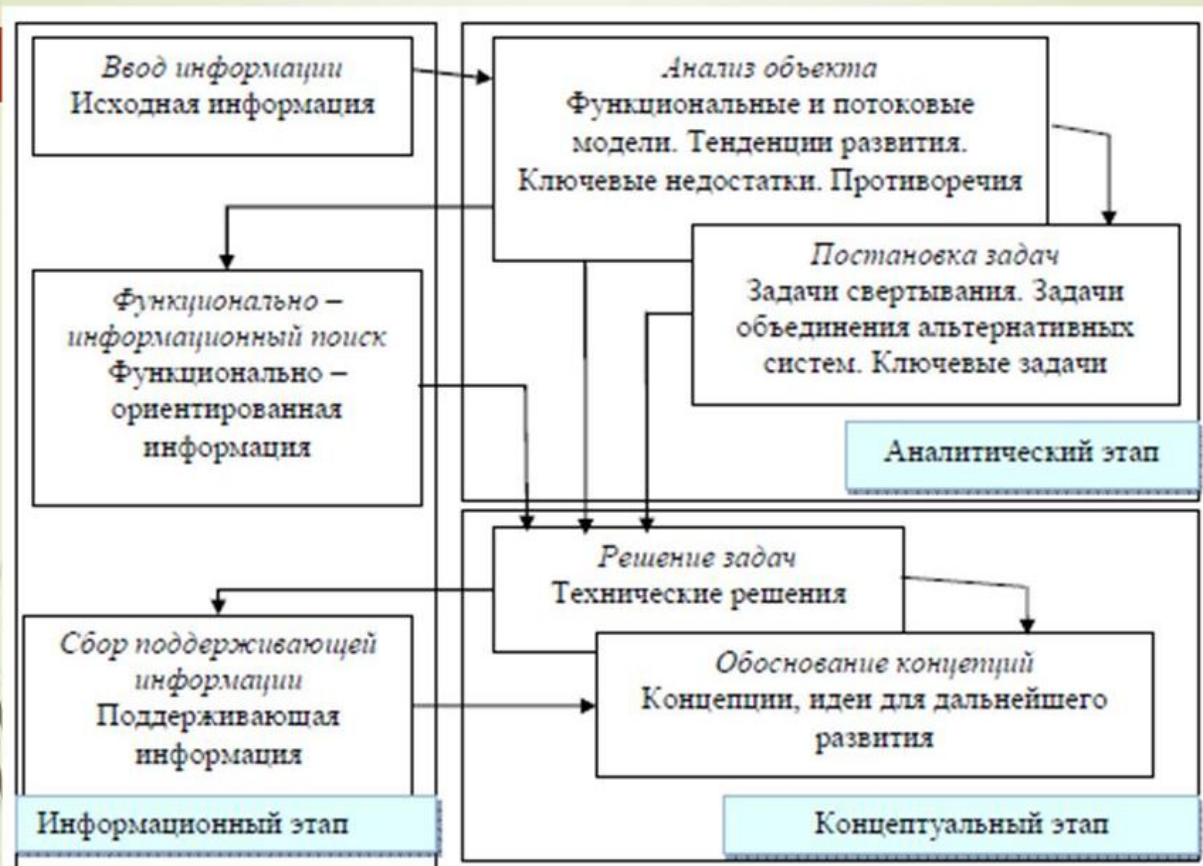 Ввод информации
Исходная информация
Анализ объекта
Функциональные и потоковые
модели. Тенденции развития.
Ключевые недостатки. Противоречия
Постановка задач
Задачи свертывания. Задачи
объединения альтернативных
систем. Ключевые задачи
Аналитический этап
Функционально –
информационный поиск
Функционально –
ориентированная
информация
Решение задач
Технические решения
Сбор поддерживающей
информации
Поддерживающая
информация
Обоснование концепций
Концепции, идеи для дальнейшего
развития
Информационный этап
Концептуальный этап